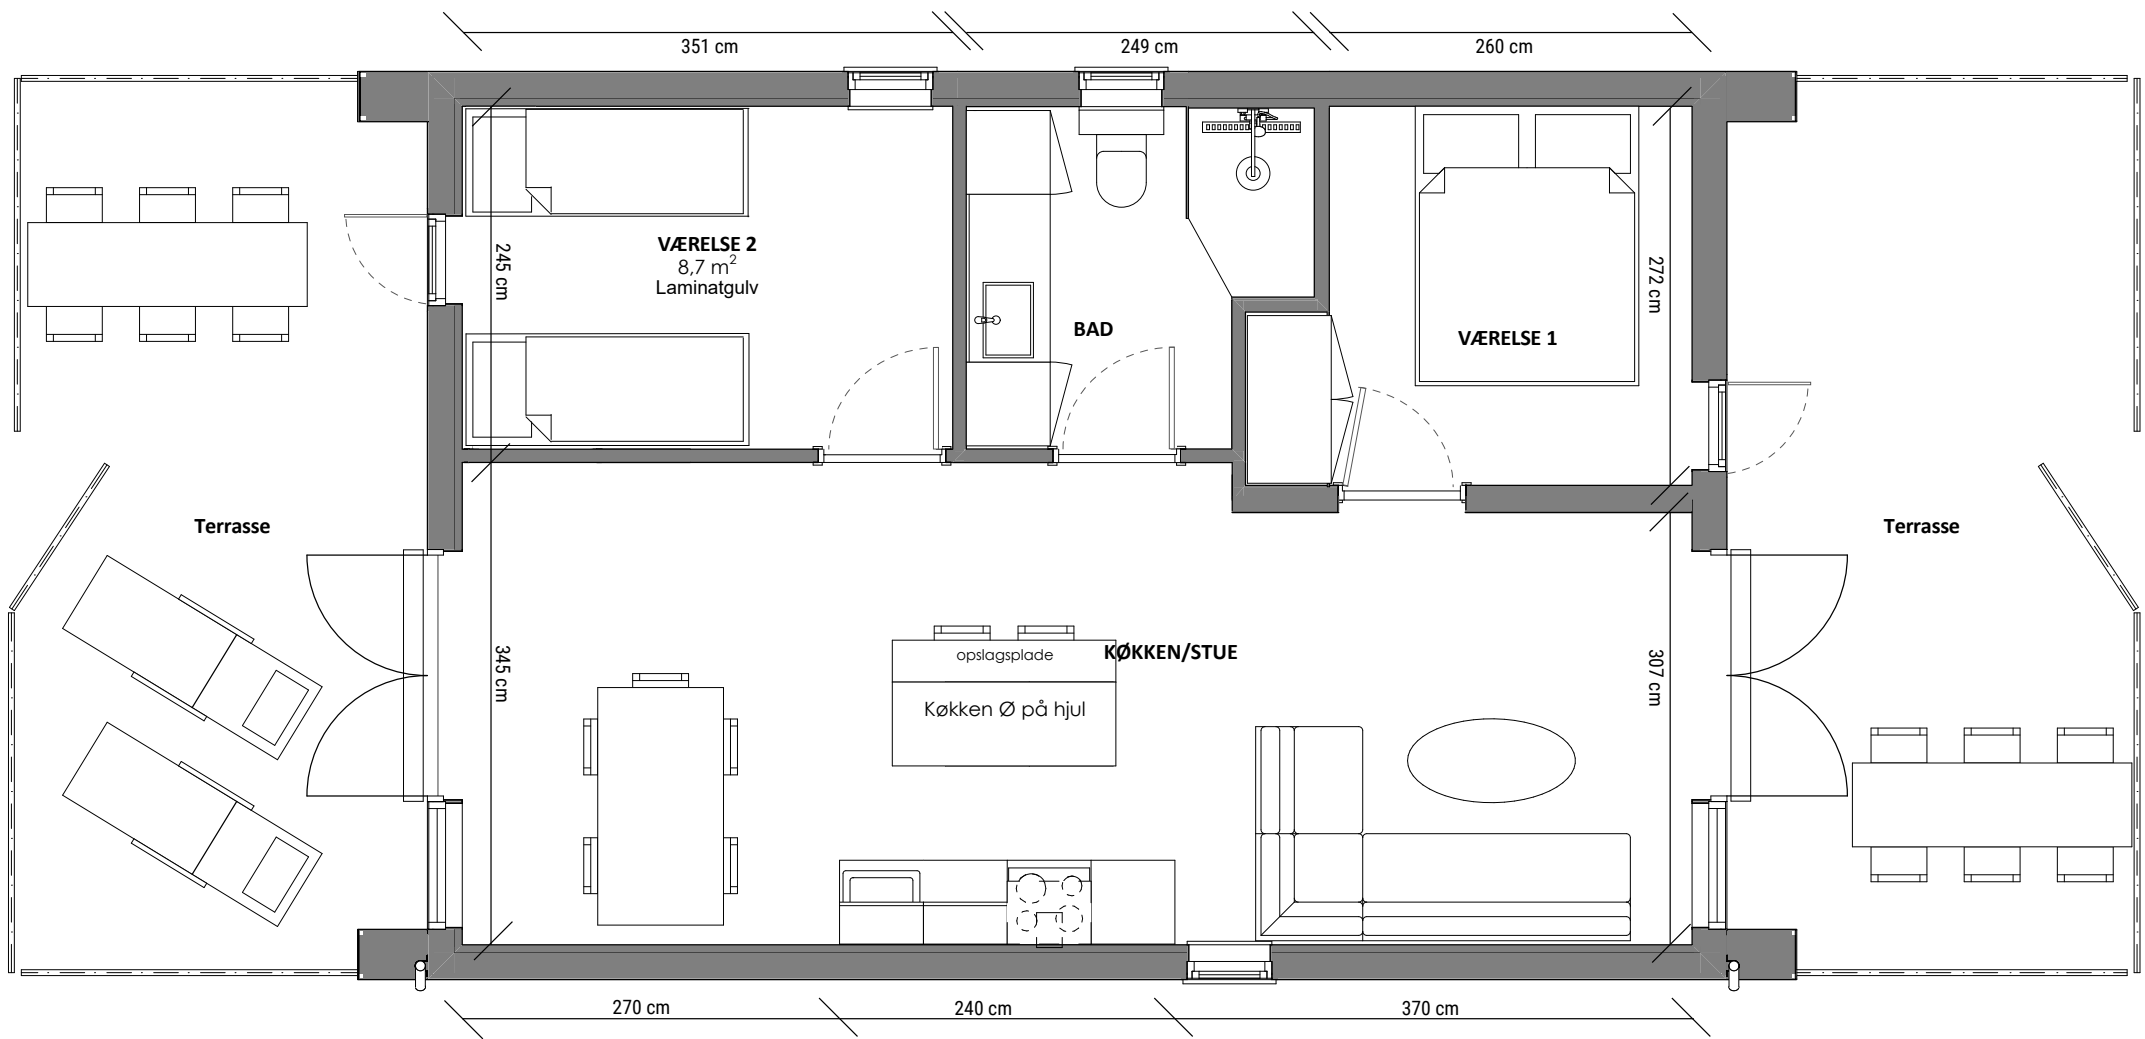 351 cm
249 cm
260 cm
VÆRELSE 2
8,7 m²
Laminatgulv
245 cm
BAD
VÆRELSE 1
272 cm
Terrasse
Terrasse
345 cm
opslagsplade
KØKKEN/STUE
Køkken Ø på hjul
307 cm
270 cm
240 cm
370 cm